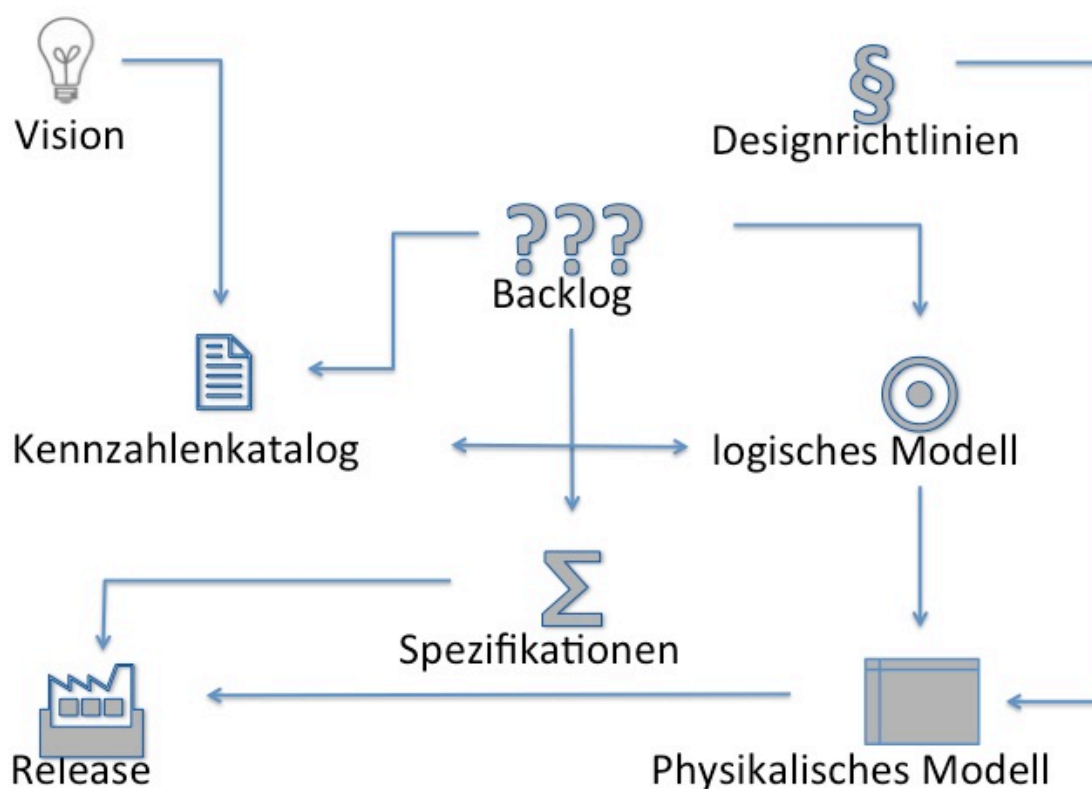 Vision
§
Designrichtlinien
???
Backlog
Kennzahlenkatalog
logisches Modell
Σ
Spezifikationen
Release
Physikalisches Modell